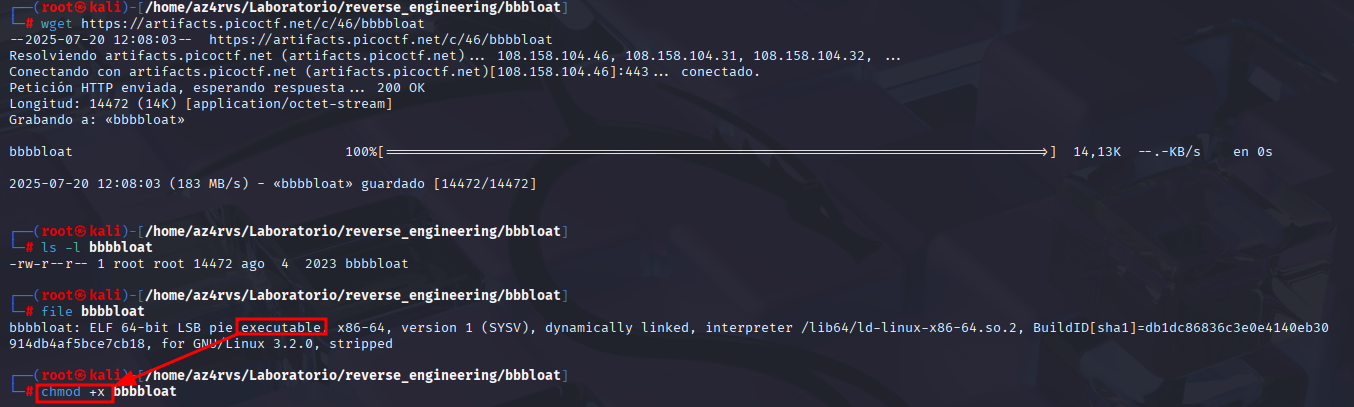 ┌──(root㉿kali)-[/home/az4rvs/Laboratorio/reverse_engineering/bbbloat]
└─# wget https://artifacts.picoctf.net/c/46/bbbbloat
--2025-07-20 12:08:03--  https://artifacts.picoctf.net/c/46/bbbbloat
Resolviendo artifacts.picoctf.net (artifacts.picoctf.net)... 108.158.104.46, 108.158.104.31, 108.158.104.32, ...
Conectando con artifacts.picoctf.net (artifacts.picoctf.net)[108.158.104.46]:443... conectado.
Petición HTTP enviada, esperando respuesta... 200 OK
Longitud: 14472 (14K) [application/octet-stream]
Grabando a: «bbbbloat»
bbbbloat 100%[===================================================>] 14,13K --.-KB/s en 0s
2025-07-20 12:08:03 (183 MB/s) - «bbbbloat» guardado [14472/14472]
┌──(root㉿kali)-[/home/az4rvs/Laboratorio/reverse_engineering/bbbloat]
└─# ls -l bbbbloat
-rw-r--r-- 1 root root 14472 ago  4  2023 bbbbloat
┌──(root㉿kali)-[/home/az4rvs/Laboratorio/reverse_engineering/bbbloat]
└─# file bbbbloat
bbbbloat: ELF 64-bit LSB pie executable, x86-64, version 1 (SYSV), dynamically linked, interpreter /lib64/ld-linux-x86-64.so.2, BuildID[sha1]=db1dc86836c3e0e4140eb30
914db4af5bce7cb18, for GNU/Linux 3.2.0, stripped
┌──(root㉿kali)-[/home/az4rvs/Laboratorio/reverse_engineering/bbbloat]
└─# chmod +x bbbbloat